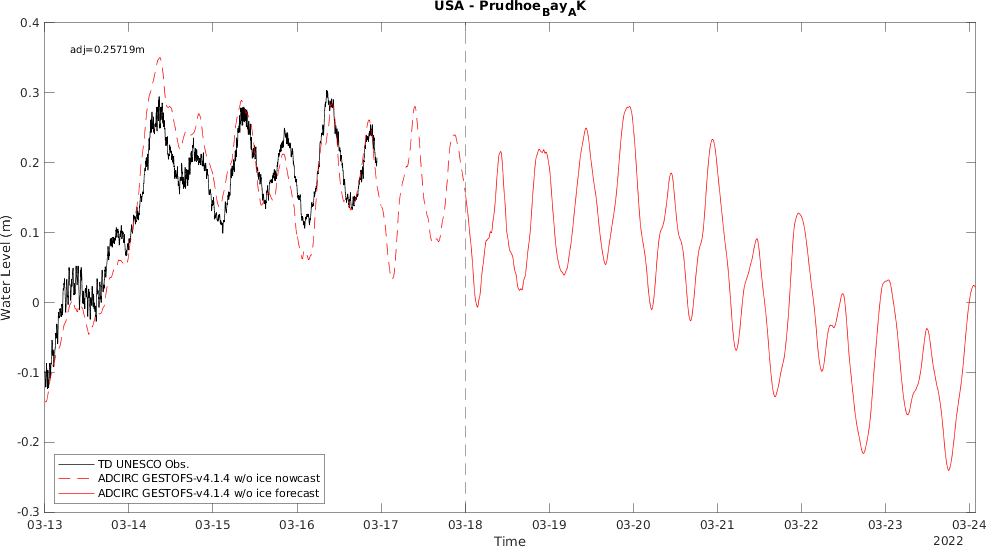 USA - Prudhoe_Bay_AK
adj=0.25719m
0.4
0.3
0.2
0.1
0
-0.1
-0.2
-0.3
Water Level (m)
TD UNESCO Obs.
ADCIRC GESTOFS-v4.1.4 w/o ice nowcast
ADCIRC GESTOFS-v4.1.4 w/o ice forecast
03-13 03-14 03-15 03-16 03-17 03-18 03-19 03-20 03-21 03-22 03-23 03-24
Time
2022